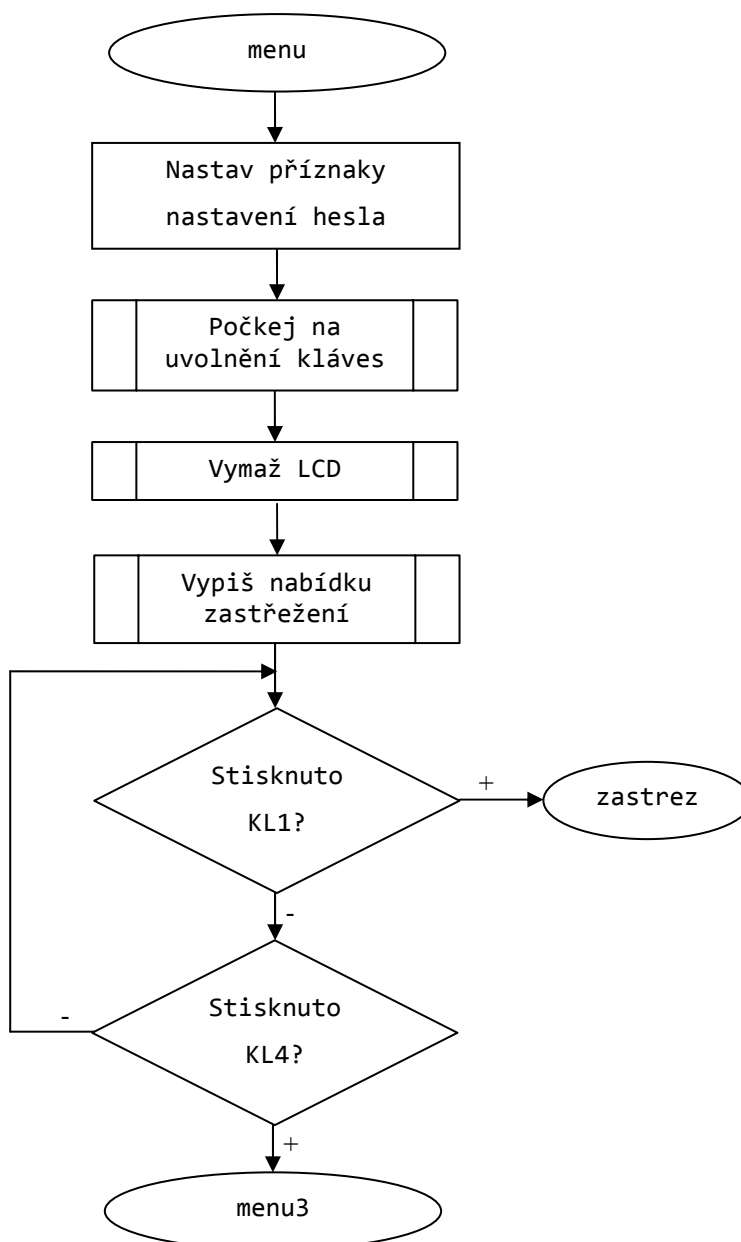 menu
Nastav příznaky
nastavení hesla
Počkej na
uvolnění kláves
Vymaž LCD
Vypiš nabídku
zastřežení
Stisknuto
KL1?
+
zastrez
-
Stisknuto
KL4?
-
+
menu3